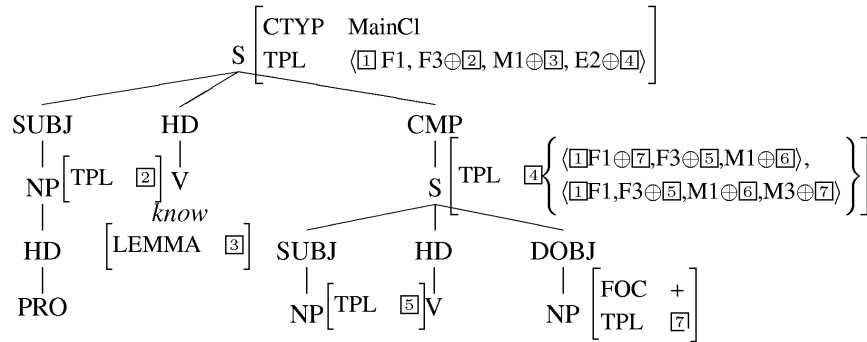 CTYP MainCl
S
TPL ⟨1 F1, F3⊕2, M1⊕3, E2⊕4⟩
SUBJ HD CMP
NP [TPL 2] V
S [TPL 4 { ⟨1F1⊕7,F3⊕5,M1⊕6⟩,
⟨1F1,F3⊕5,M1⊕6,M3⊕7⟩ } ]
know
HD [LEMMA 3]
SUBJ HD DOBJ
PRO
NP [TPL 5] V NP
FOC +
TPL 7